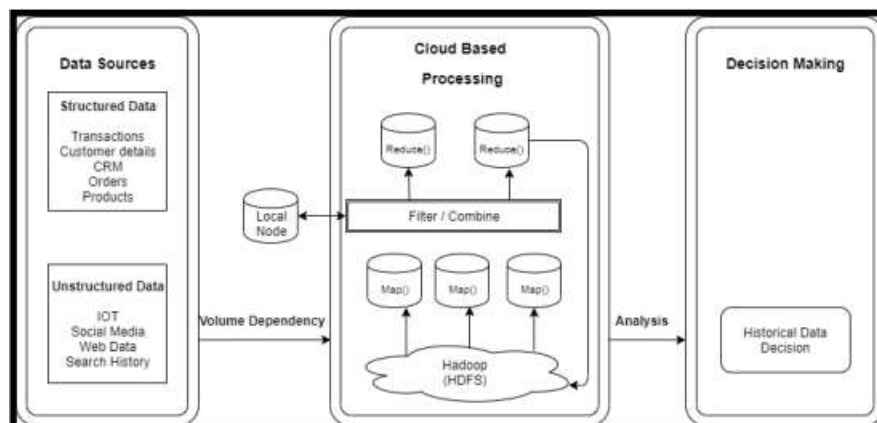 Data Sources
Structured Data
Transactions
Customer details
CRM
Orders
Products
Unstructured Data
IOT
Social Media
Web Data
Search History
Volume Dependency
Cloud Based
Processing
Reduce()
Reduce()
Local
Node
Filter / Combine
Map()
Map()
Map()
Hadoop
(HDFS)
Analysis
Decision Making
Historical Data
Decision